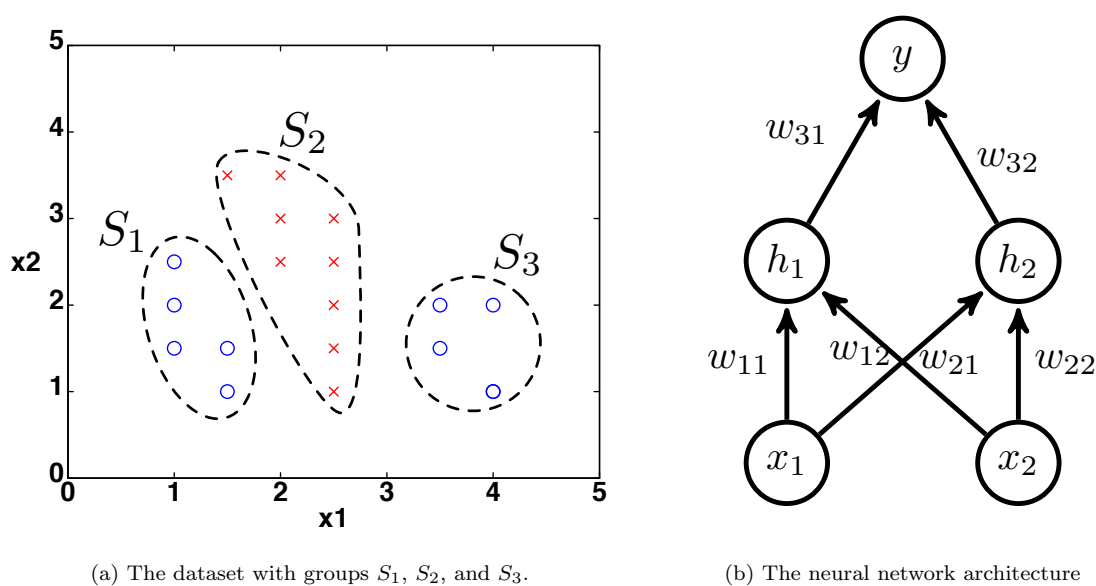 5
4
3
2
1
0
x2
0 1 2 3 4 5
x1
S₁
S₂
S₃
(a) The dataset with groups S₁, S₂, and S₃.
y
w₃₁
w₃₂
h₁
h₂
w₁₁
w₁₂
w₂₁
w₂₂
x₁
x₂
(b) The neural network architecture